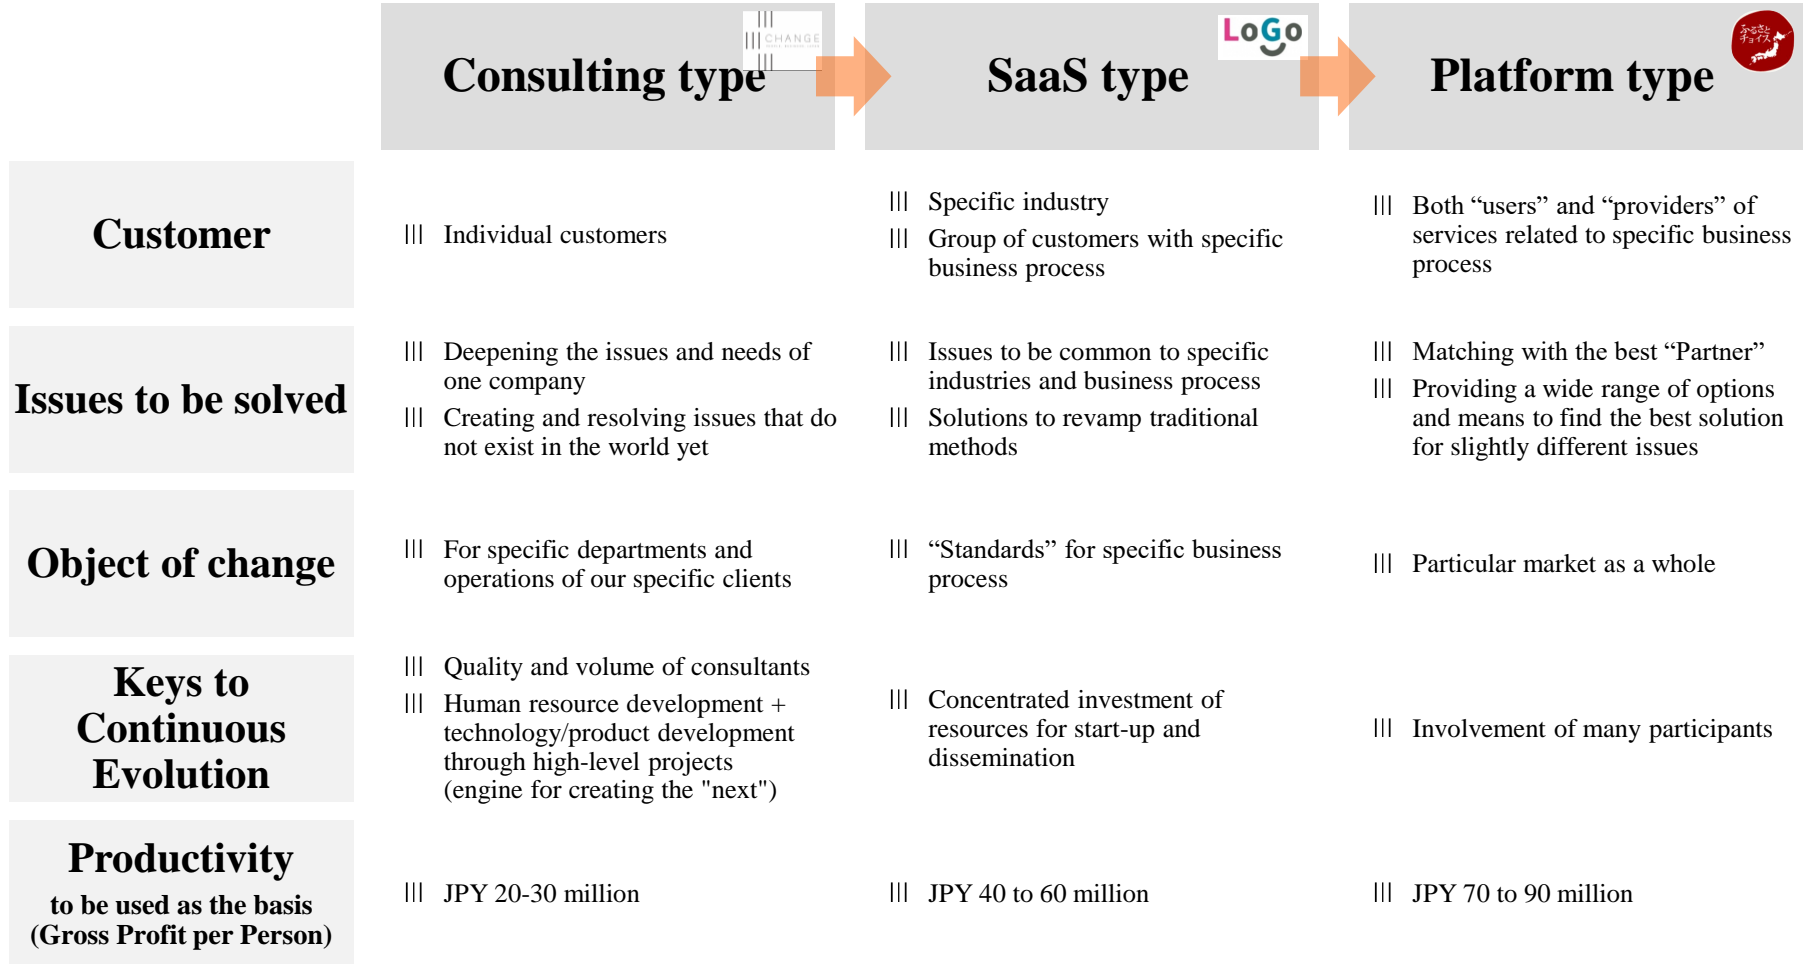 Consulting type
CHANGE
SaaS type
LoGo
Platform type
ふるさと
チョイス
Customer
Individual customers
Specific industry
Group of customers with specific
business process
Both “users” and “providers” of
services related to specific business
process
Issues to be solved
Deepening the issues and needs of
one company
Creating and resolving issues that do
not exist in the world yet
Issues to be common to specific
industries and business process
Solutions to revamp traditional
methods
Matching with the best “Partner”
Providing a wide range of options
and means to find the best solution
for slightly different issues
Object of change
For specific departments and
operations of our specific clients
“Standards” for specific business
process
Particular market as a whole
Keys to
Continuous
Evolution
Quality and volume of consultants
Human resource development +
technology/product development
through high-level projects
(engine for creating the "next")
Concentrated investment of
resources for start-up and
dissemination
Involvement of many participants
Productivity
to be used as the basis
(Gross Profit per Person)
JPY 20-30 million
JPY 40 to 60 million
JPY 70 to 90 million